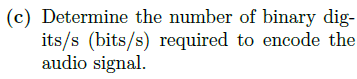 (c) Determine the number of binary dig-
its/s (bits/s) required to encode the
audio signal.